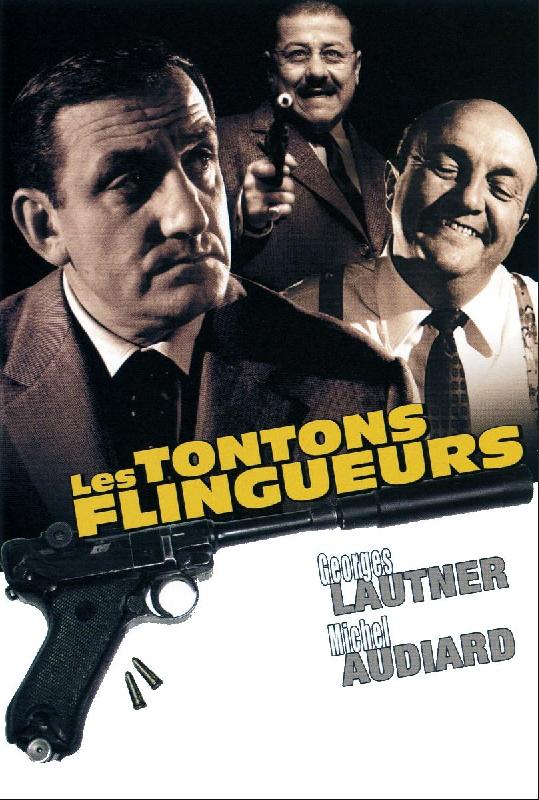 Les TONTONS
FLINGUEURS
Georges
LAUTNER
Michel
AUDIARD